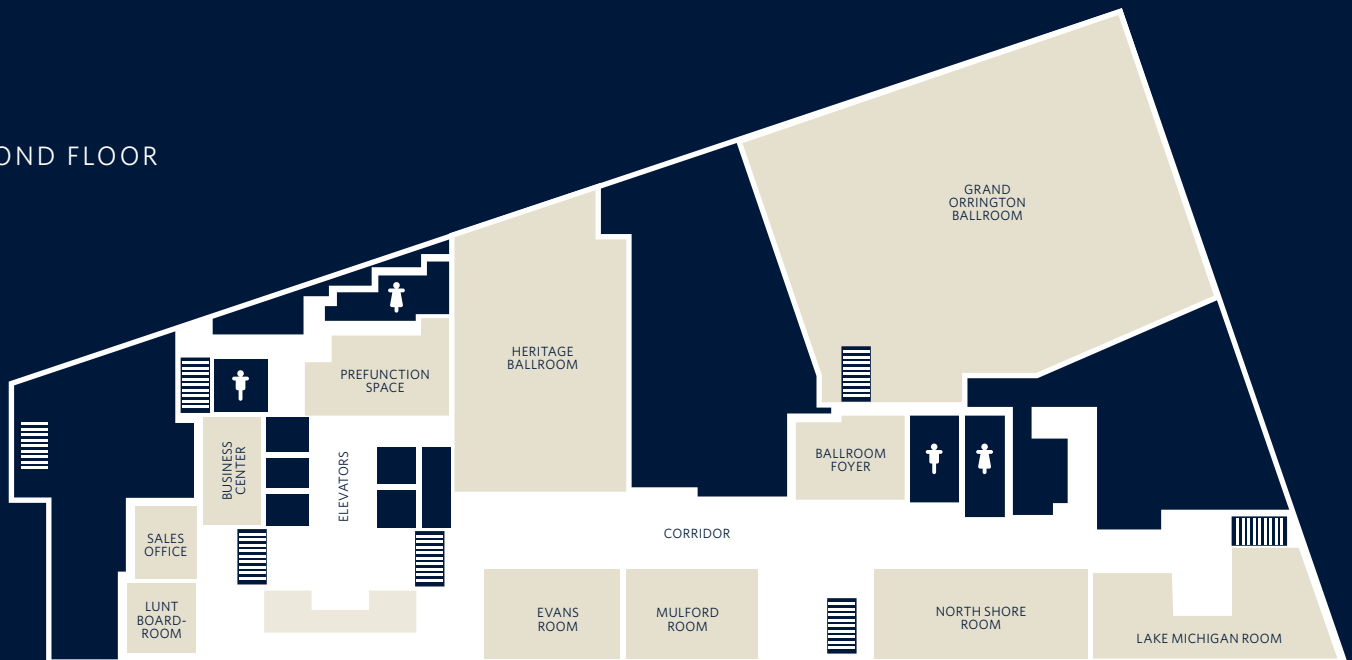 OND FLOOR
GRAND
ORRINGTON
BALLROOM
HERITAGE
BALLROOM
PREFUNCTION
SPACE
BUSINESS
CENTER
ELEVATORS
BALLROOM
FOYER
SALES
OFFICE
CORRIDOR
LUNT
BOARD-
ROOM
EVANS
ROOM
MULFORD
ROOM
NORTH SHORE
ROOM
LAKE MICHIGAN ROOM